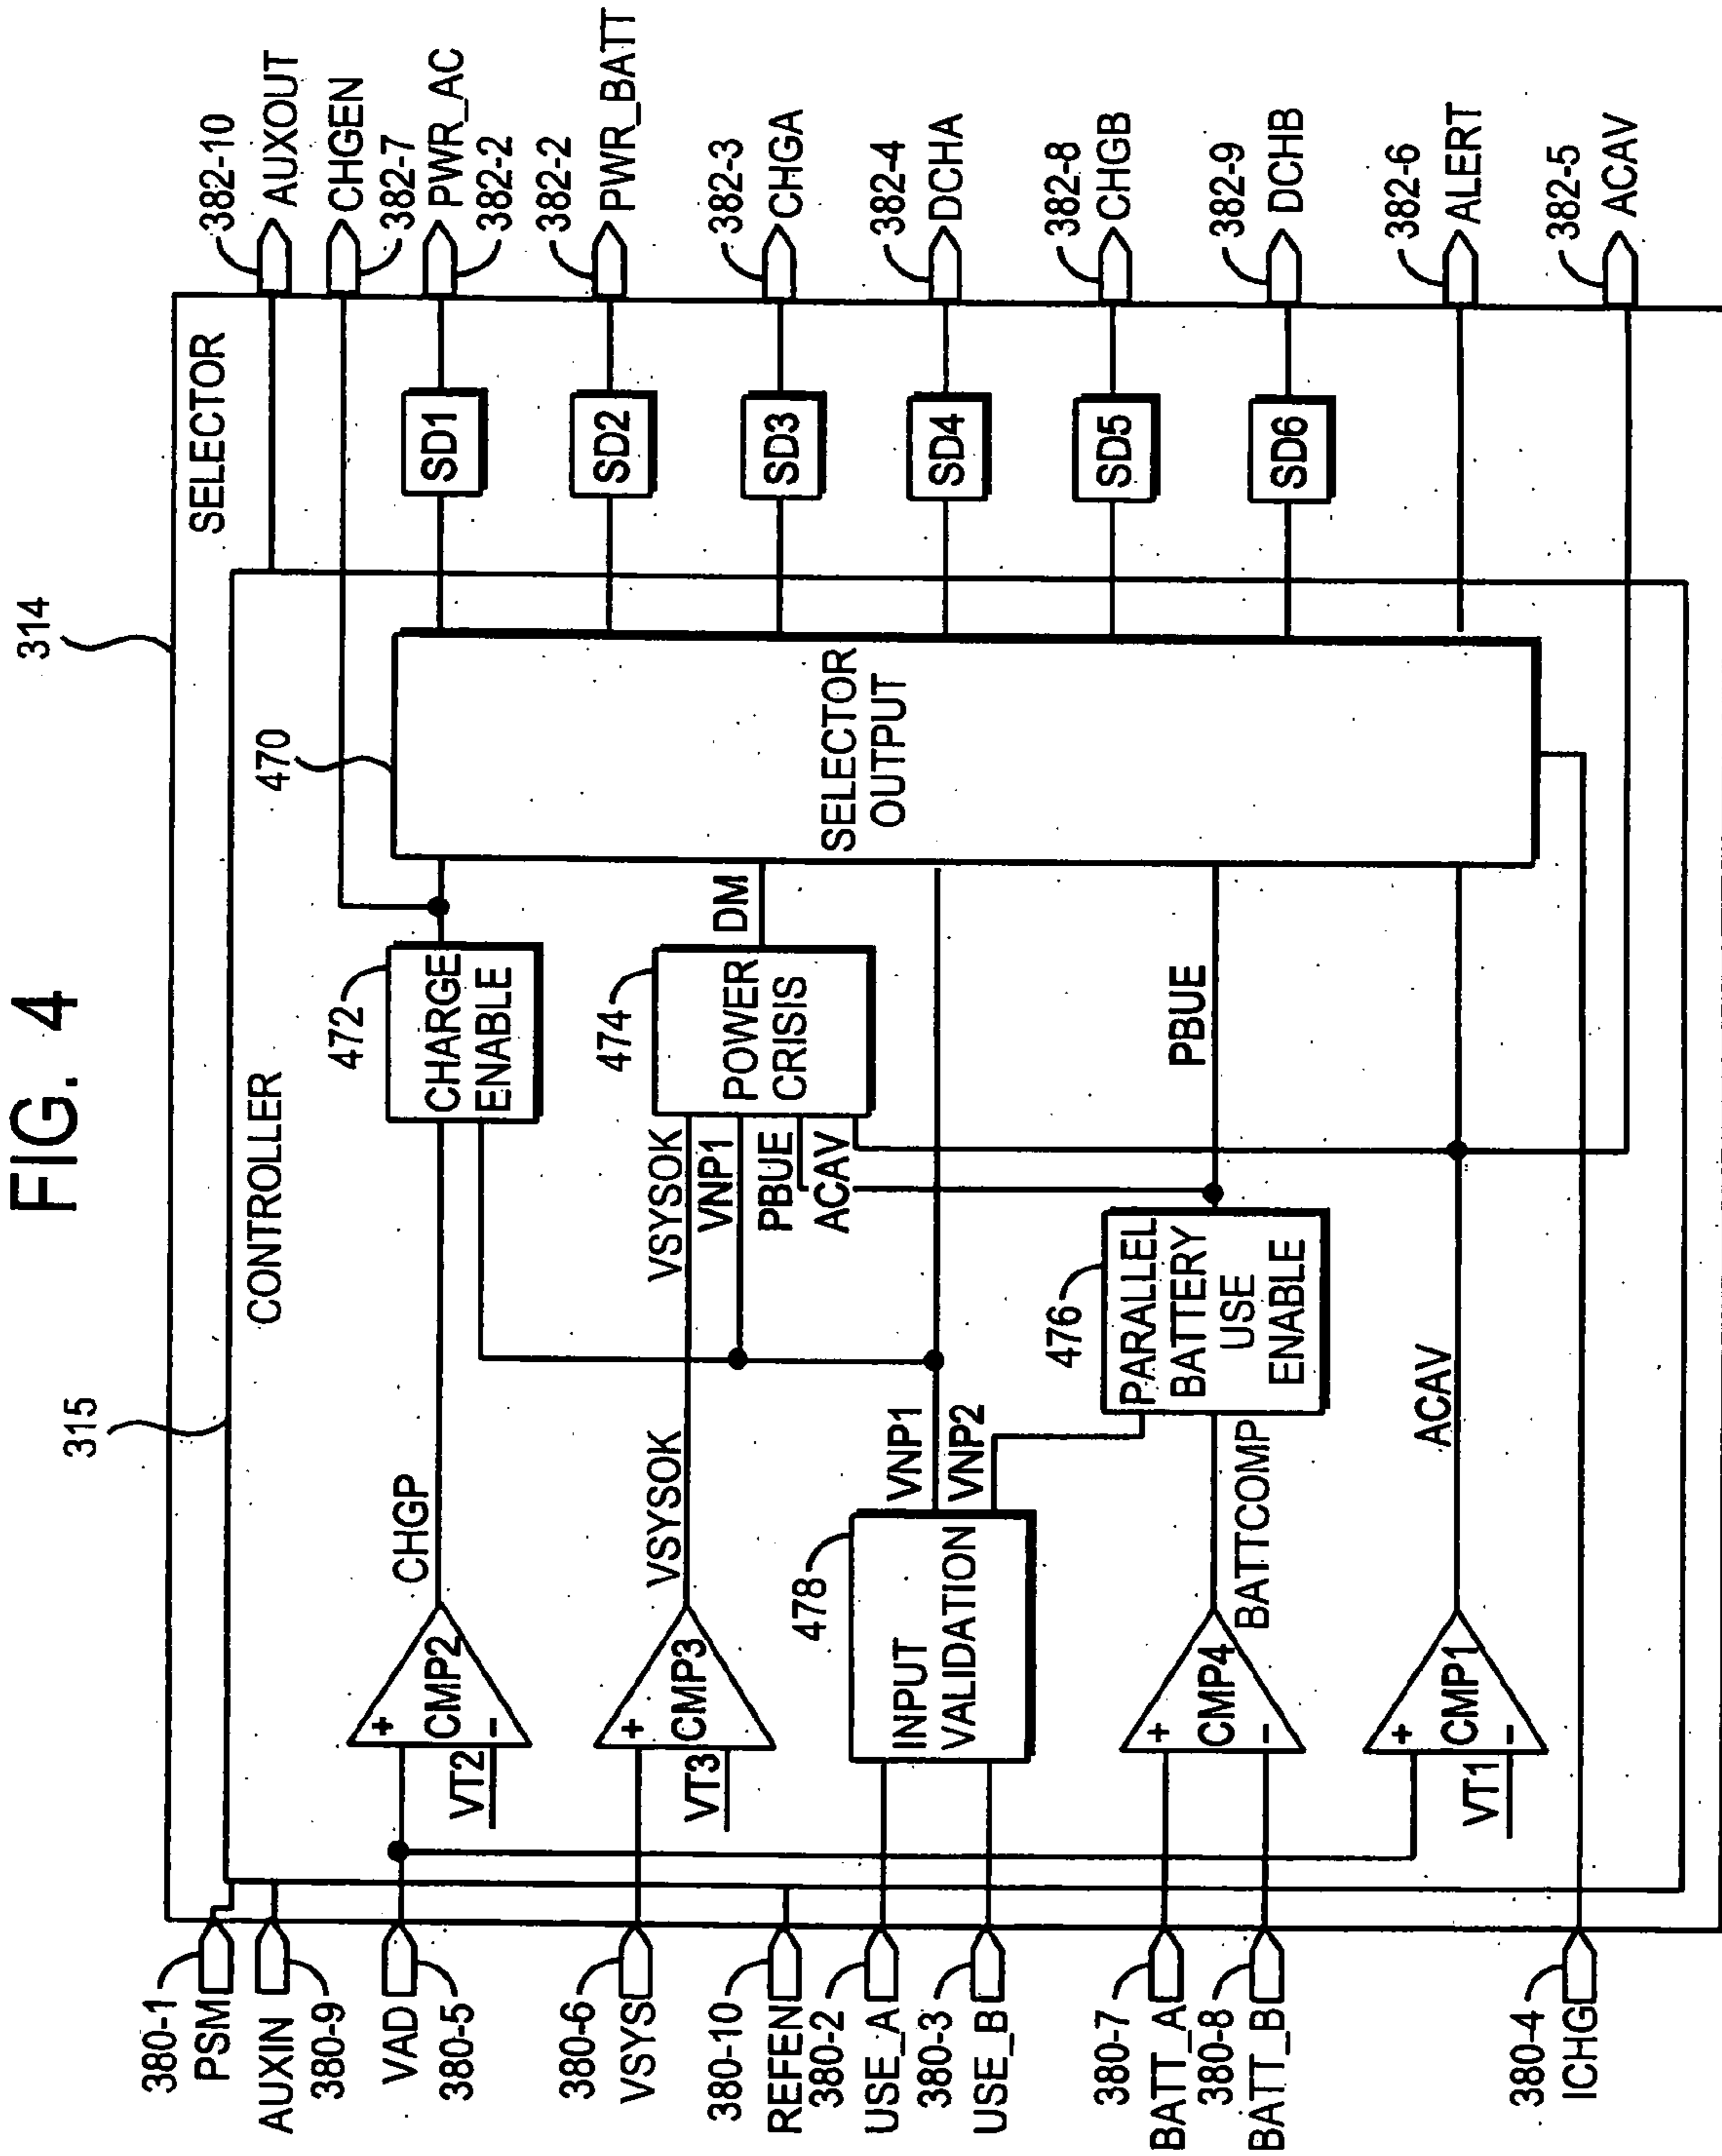 FIG. 4
314
315
SELECTOR
CONTROLLER
380-1
PSM
AUXIN
380-9
VAD
380-5
380-6
VSYS
380-10
REFEN
380-2
USE_A
380-3
USE_B
380-7
BATT_A
380-8
BATT_B
380-4
ICHG
+
CMP2
-
VT2
CHGP
+
CMP3
VT3
VSYSOK
478
INPUT
VALIDATION
VNP1
VNP2
+
CMP4
-
BATTCOMP
+
CMP1
-
VT1
ACAV
472
CHARGE
ENABLE
474
POWER
CRISIS
VSYSOK
VNP1
PBUE
ACAV
DM
476
PARALLEL
BATTERY
USE
ENABLE
PBUE
470
SELECTOR
OUTPUT
SD1
SD2
SD3
SD4
SD5
SD6
382-10
AUXOUT
CHGEN
382-7
PWR_AC
382-2
382-2
PWR_BATT
382-3
CHGA
382-4
DCHA
382-8
CHGB
382-9
DCHB
382-6
ALERT
382-5
ACAV